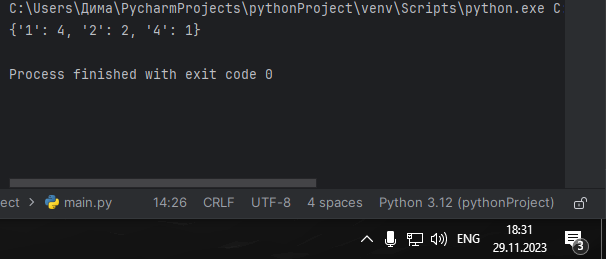 C:\Users\Дима\PycharmProjects\pythonProject\venv\Scripts\python.exe C
{'1': 4, '2': 2, '4': 1}
Process finished with exit code 0
ect > main.py 14:26 CRLF UTF-8 4 spaces Python 3.12 (pythonProject)
ENG 18:31
29.11.2023 3